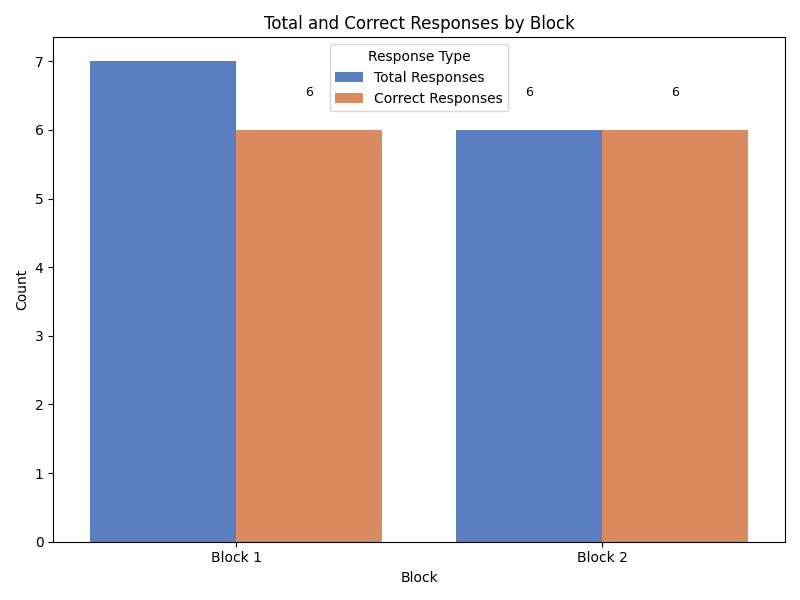 Total and Correct Responses by Block
Response Type
Total Responses
Correct Responses
6
6
6
7
6
5
4
3
2
1
0
Count
Block 1
Block 2
Block